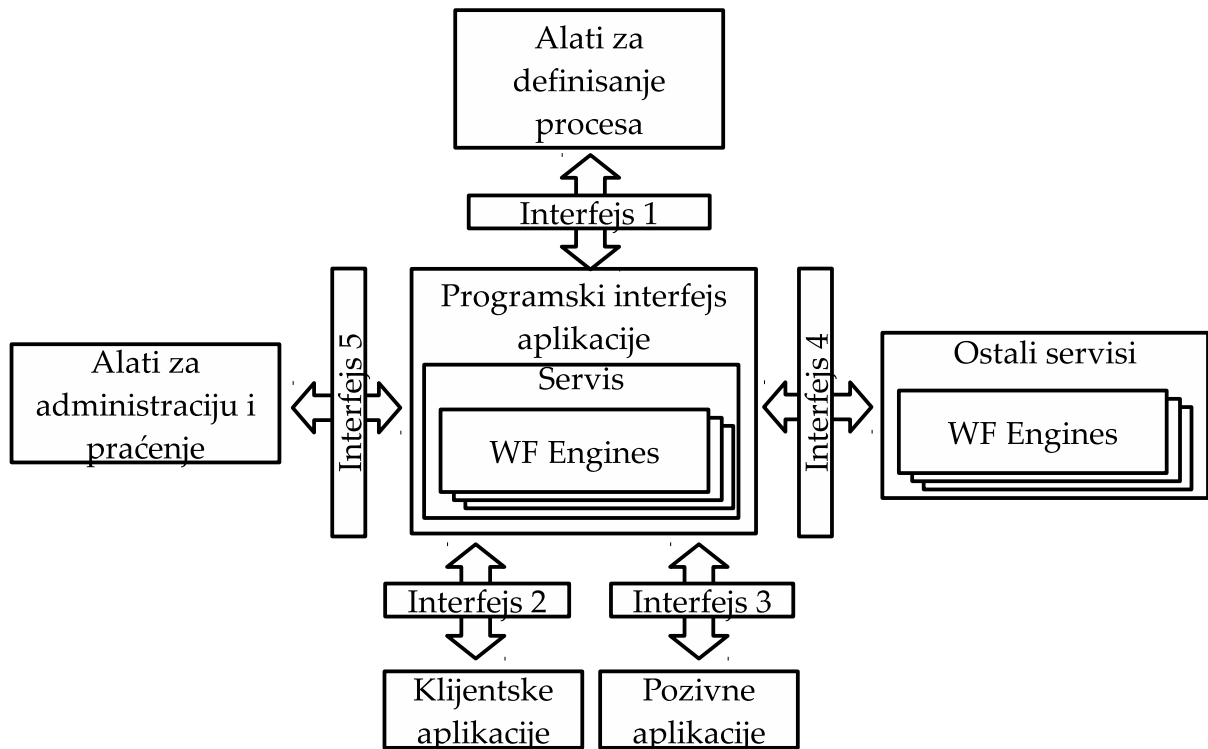 Alati za
definisanje
procesa
Interfejs 1
Programski interfejs
aplikacije
Servis
WF Engines
Interfejs 5
Alati za
administraciju i
praćenje
Interfejs 4
Ostali servisi
WF Engines
Interfejs 2
Interfejs 3
Klijentske
aplikacije
Pozivne
aplikacije